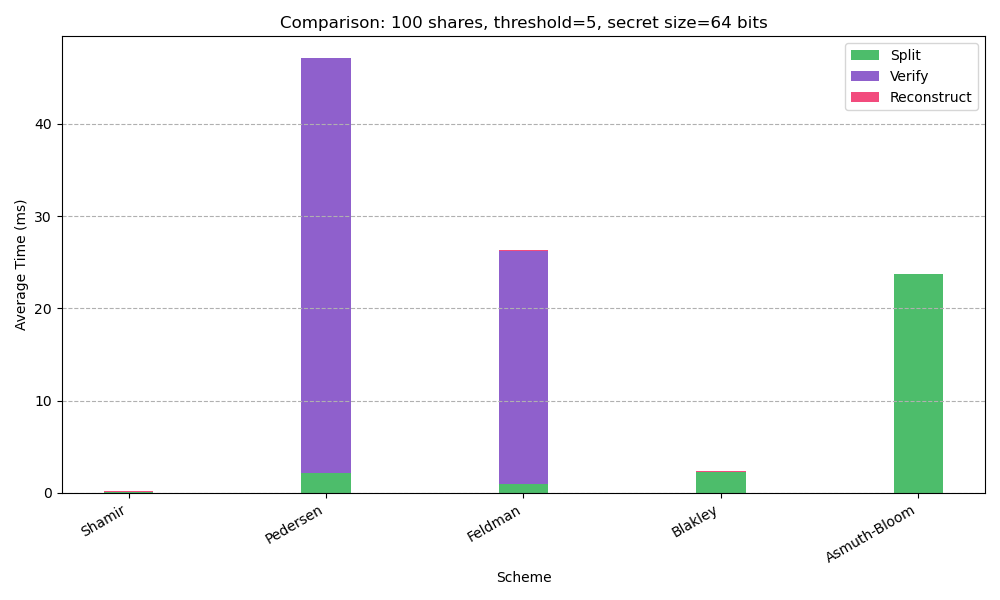 Comparison: 100 shares, threshold=5, secret size=64 bits
Split
Verify
Reconstruct
Average Time (ms)
40
30
20
10
0
Shamir
Pedersen
Feldman
Blakley
Asmuth-Bloom
Scheme